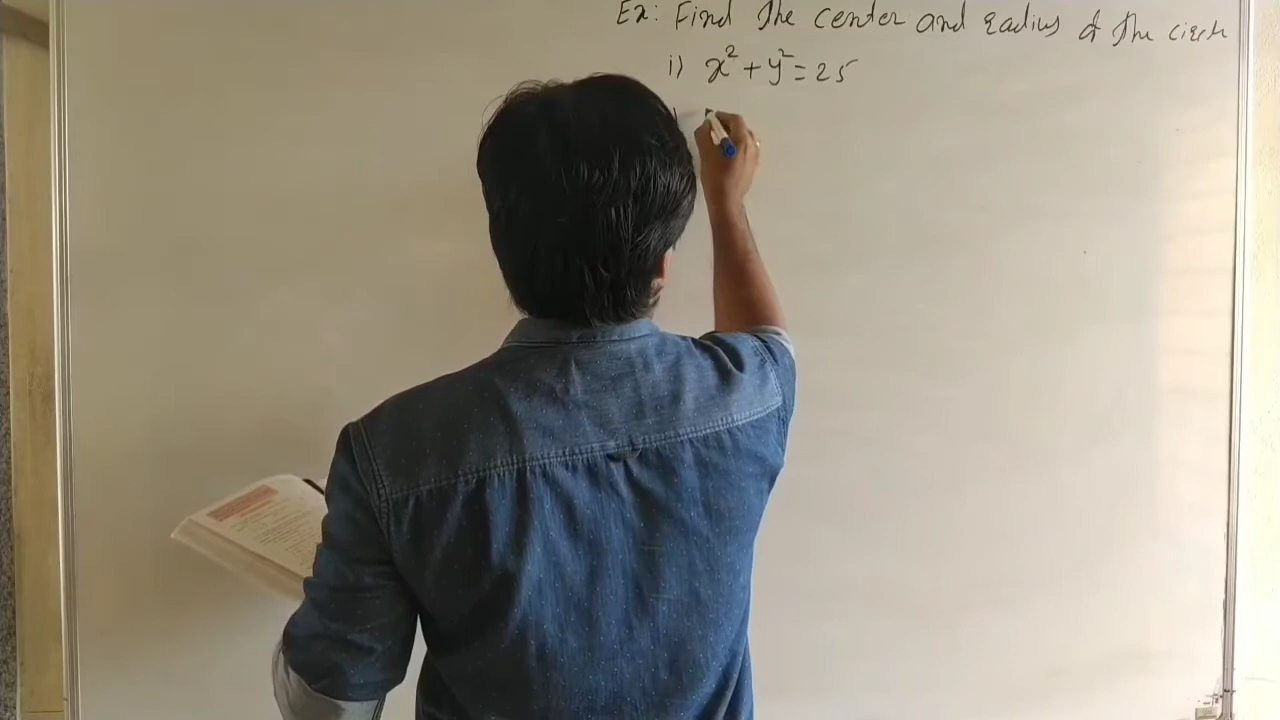 Ex: Find the center and radius of the circle
i) x² + y² = 25